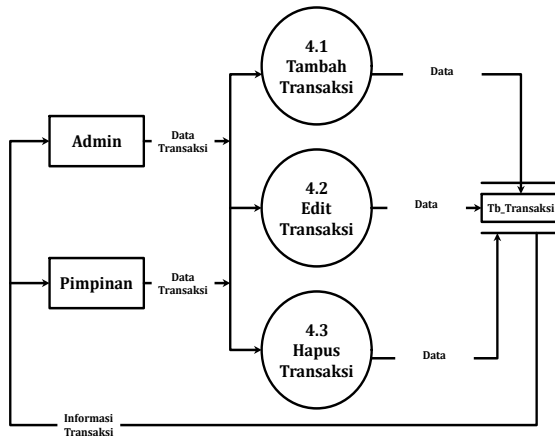 4.1
Tambah
Transaksi
Data
Admin
Data
Transaksi
4.2
Edit
Transaksi
Data
Tb_Transaksi
Pimpinan
Data
Transaksi
4.3
Hapus
Transaksi
Data
Informasi
Transaksi